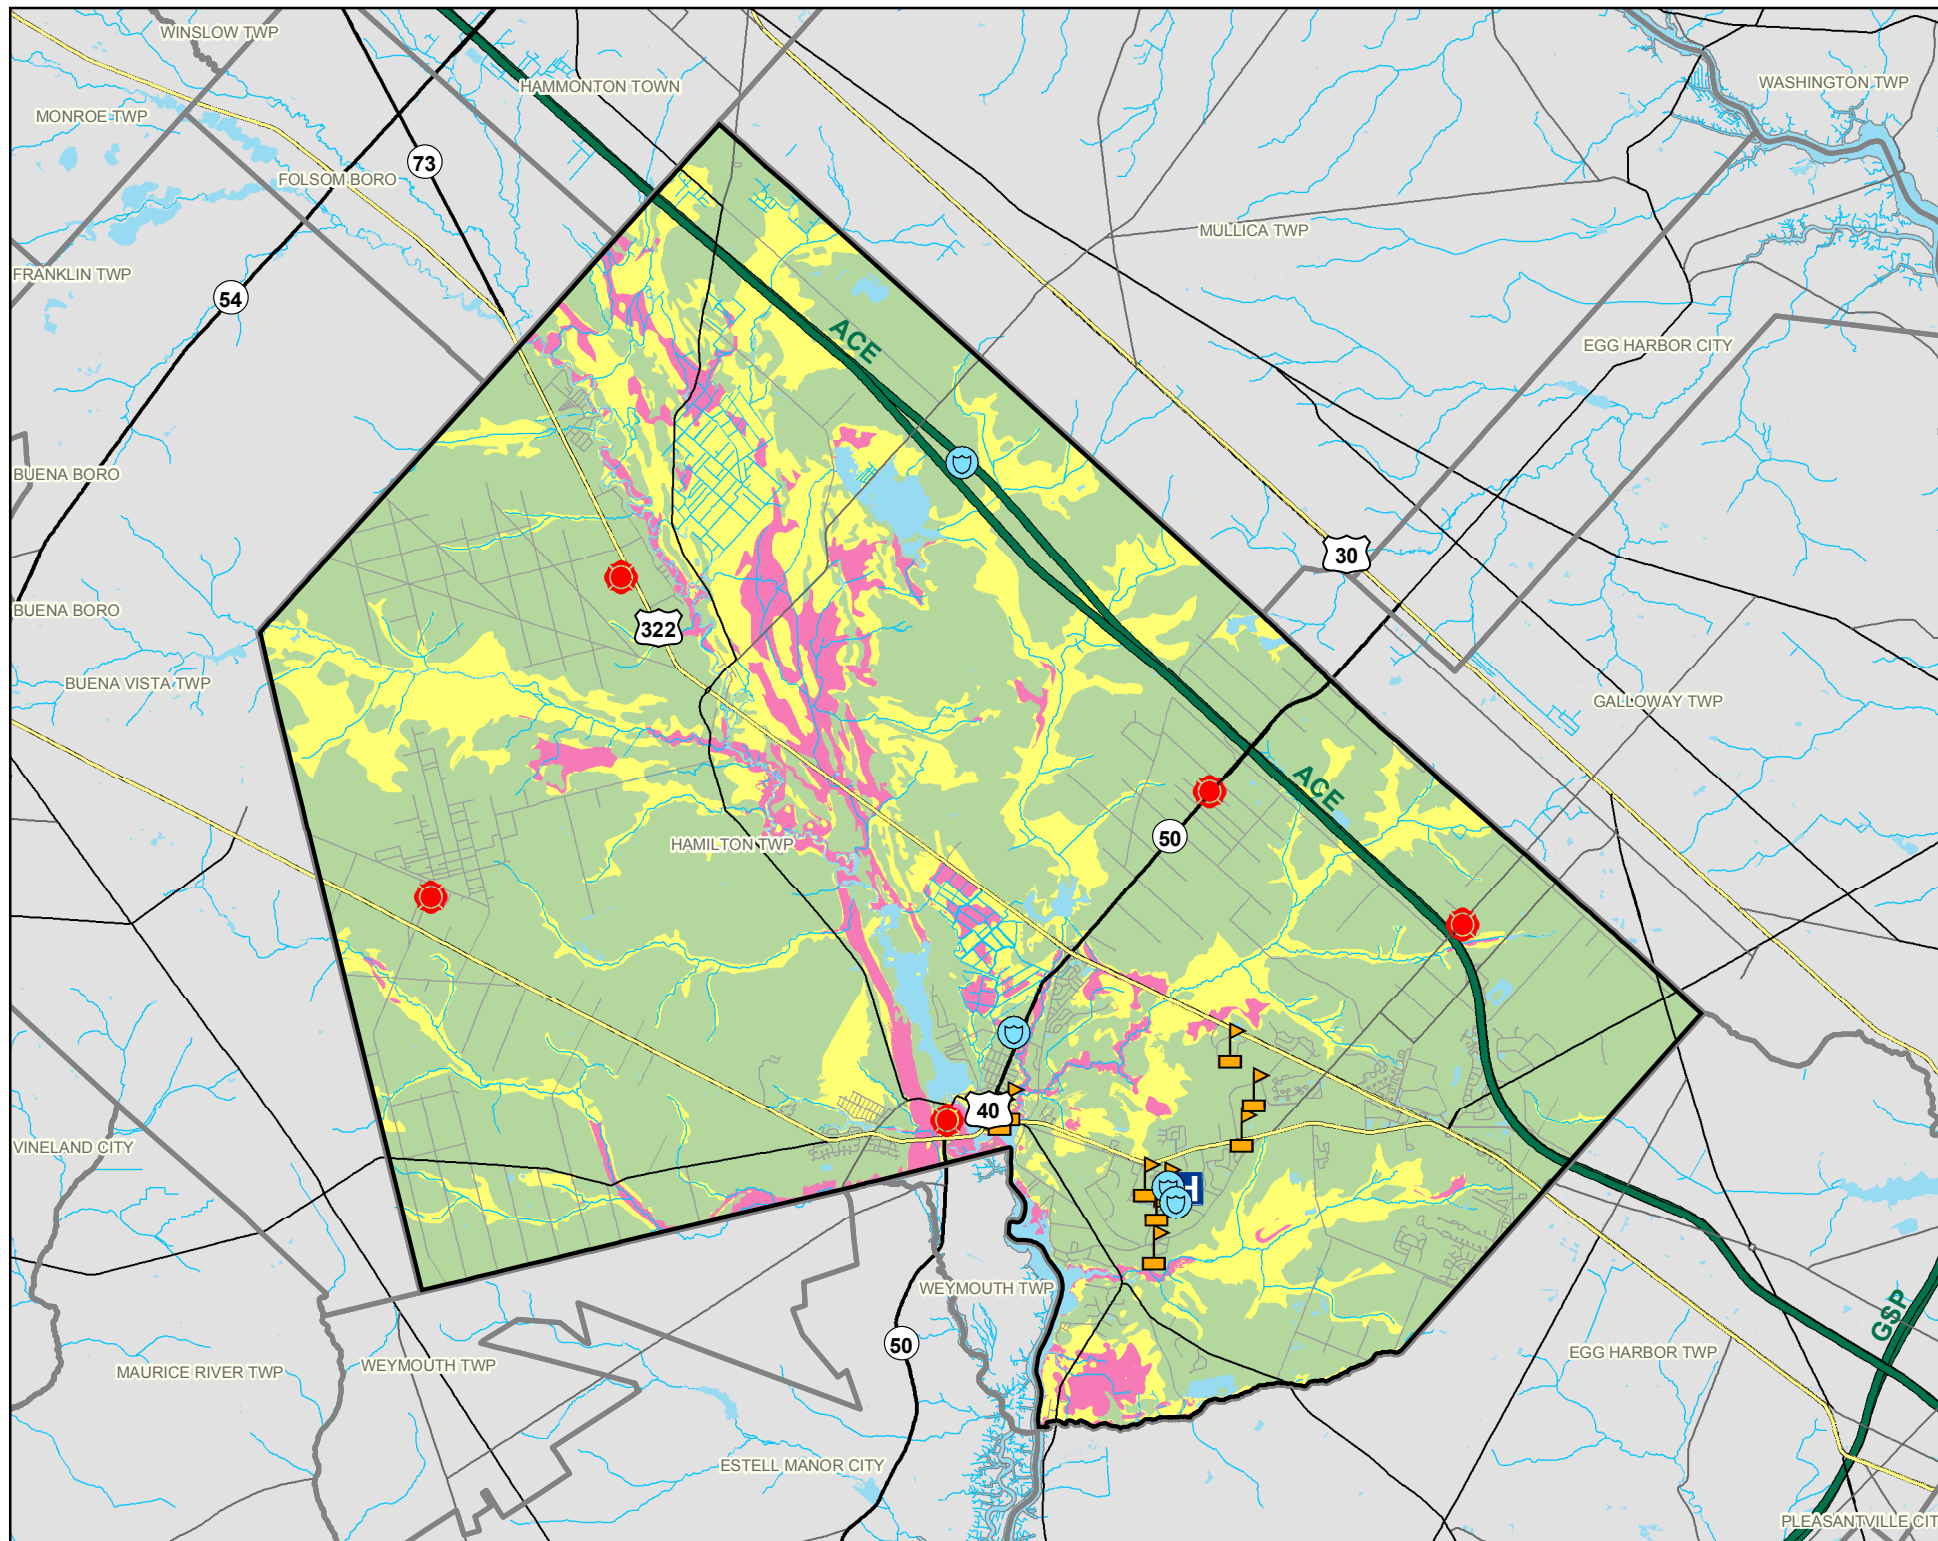 WINSLOW TWP
HAMMONTON TOWN
WASHINGTON TWP
MONROE TWP
73
FOLSOM BORO
MULLICA TWP
FRANKLIN TWP
54
ACE
EGG HARBOR CITY
BUENA BORO
30
BUENA BORO
322
BUENA VISTA TWP
GALLOWAY TWP
ACE
50
HAMILTON TWP
40
VINELAND CITY
H
WEYMOUTH TWP
GSP
50
EGG HARBOR TWP
WEYMOUTH TWP
MAURICE RIVER TWP
ESTELL MANOR CITY
PLEASANTVILLE CIT